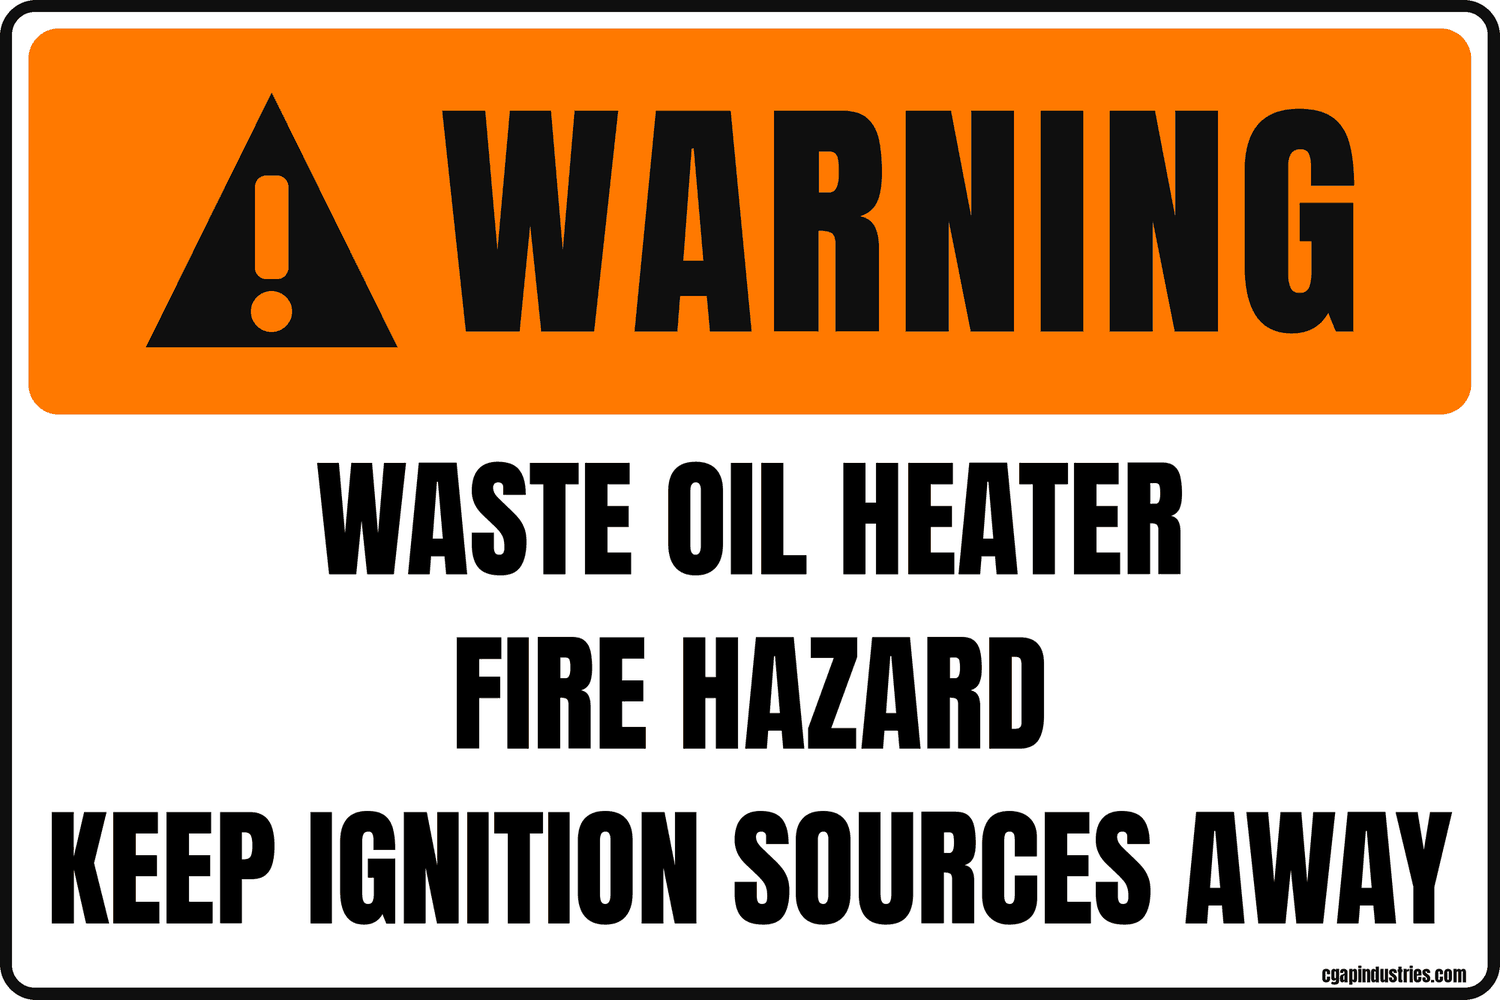 WARNING
WASTE OIL HEATER
FIRE HAZARD
KEEP IGNITION SOURCES AWAY
cgapindustries.com